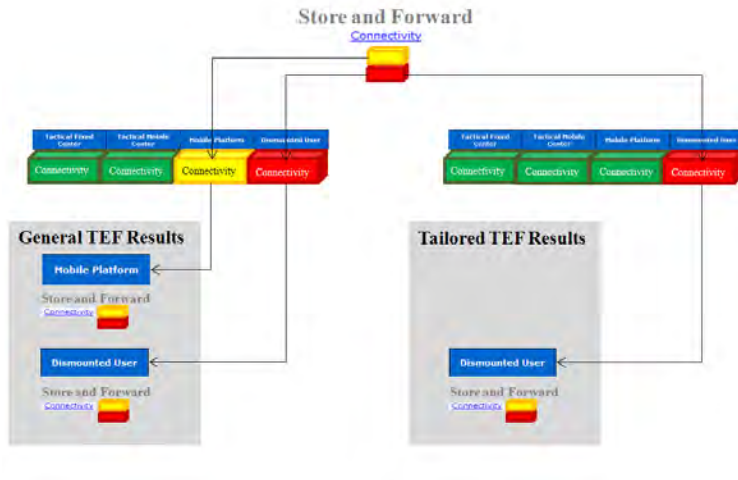 Store and Forward
Connectivity
Tactical Fixed Center
Tactical Mobile Center
Mobile Platform
Dismounted User
Connectivity
Connectivity
Connectivity
Connectivity
Tactical Fixed Center
Tactical Mobile Center
Mobile Platform
Dismounted User
Connectivity
Connectivity
Connectivity
Connectivity
General TEF Results
Mobile Platform
Store and Forward
Connectivity
Dismounted User
Store and Forward
Connectivity
Tailored TEF Results
Dismounted User
Store and Forward
Connectivity